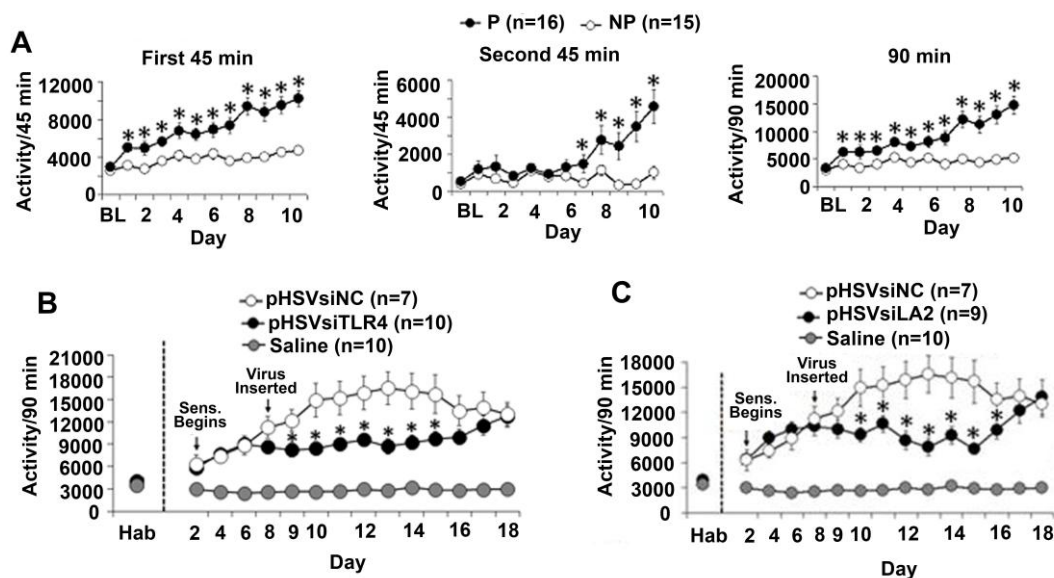 P (n=16) NP (n=15)
A
First 45 min
Activity/45 min
12000
8000
4000
0
* * * * * * * * * *
BL 2 4 6 8 10
Day
Second 45 min
Activity/45 min
6000
4000
2000
0
* * * * *
BL 2 4 6 8 10
Day
90 min
Activity/90 min
20000
15000
10000
5000
0
* * * * * * * * * *
BL 2 4 6 8 10
Day
B
pHSVsiNC (n=7)
pHSVsiTLR4 (n=10)
Saline (n=10)
Activity/90 min
21000
18000
15000
12000
9000
6000
3000
0
Sens.
Begins
Virus
Inserted
* * * * * * * *
Hab 2 4 6 8 9 10 12 14 16 18
Day
C
pHSVsiNC (n=7)
pHSVsiLA2 (n=9)
Saline (n=10)
Activity/90 min
21000
18000
15000
12000
9000
6000
3000
0
Sens.
Begins
Virus
Inserted
* * * * * * *
Hab 2 4 6 8 9 10 12 14 16 18
Day